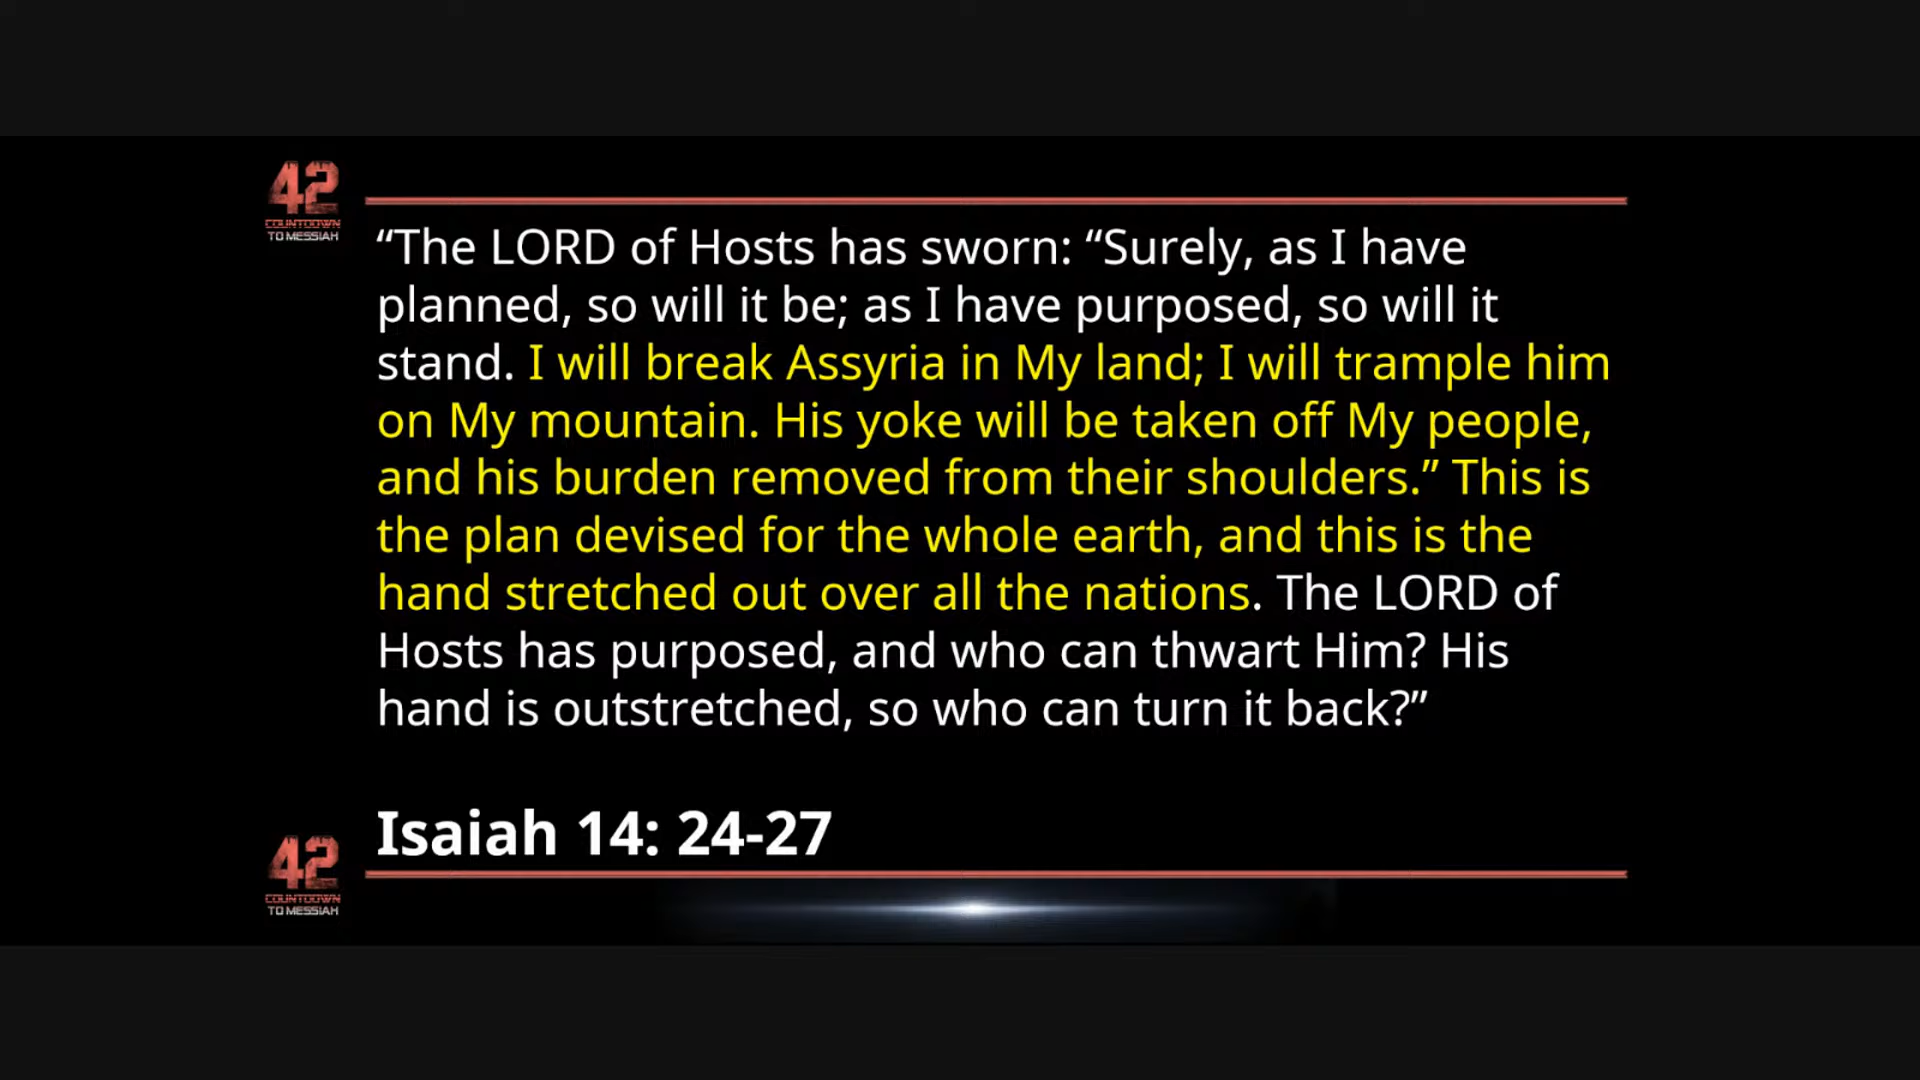 42
COUNTDOWN
TO MESSIAH
“The LORD of Hosts has sworn: “Surely, as I have
planned, so will it be; as I have purposed, so will it
stand. I will break Assyria in My land; I will trample him
on My mountain. His yoke will be taken off My people,
and his burden removed from their shoulders.” This is
the plan devised for the whole earth, and this is the
hand stretched out over all the nations. The LORD of
Hosts has purposed, and who can thwart Him? His
hand is outstretched, so who can turn it back?”
Isaiah 14: 24-27
42
COUNTDOWN
TO MESSIAH